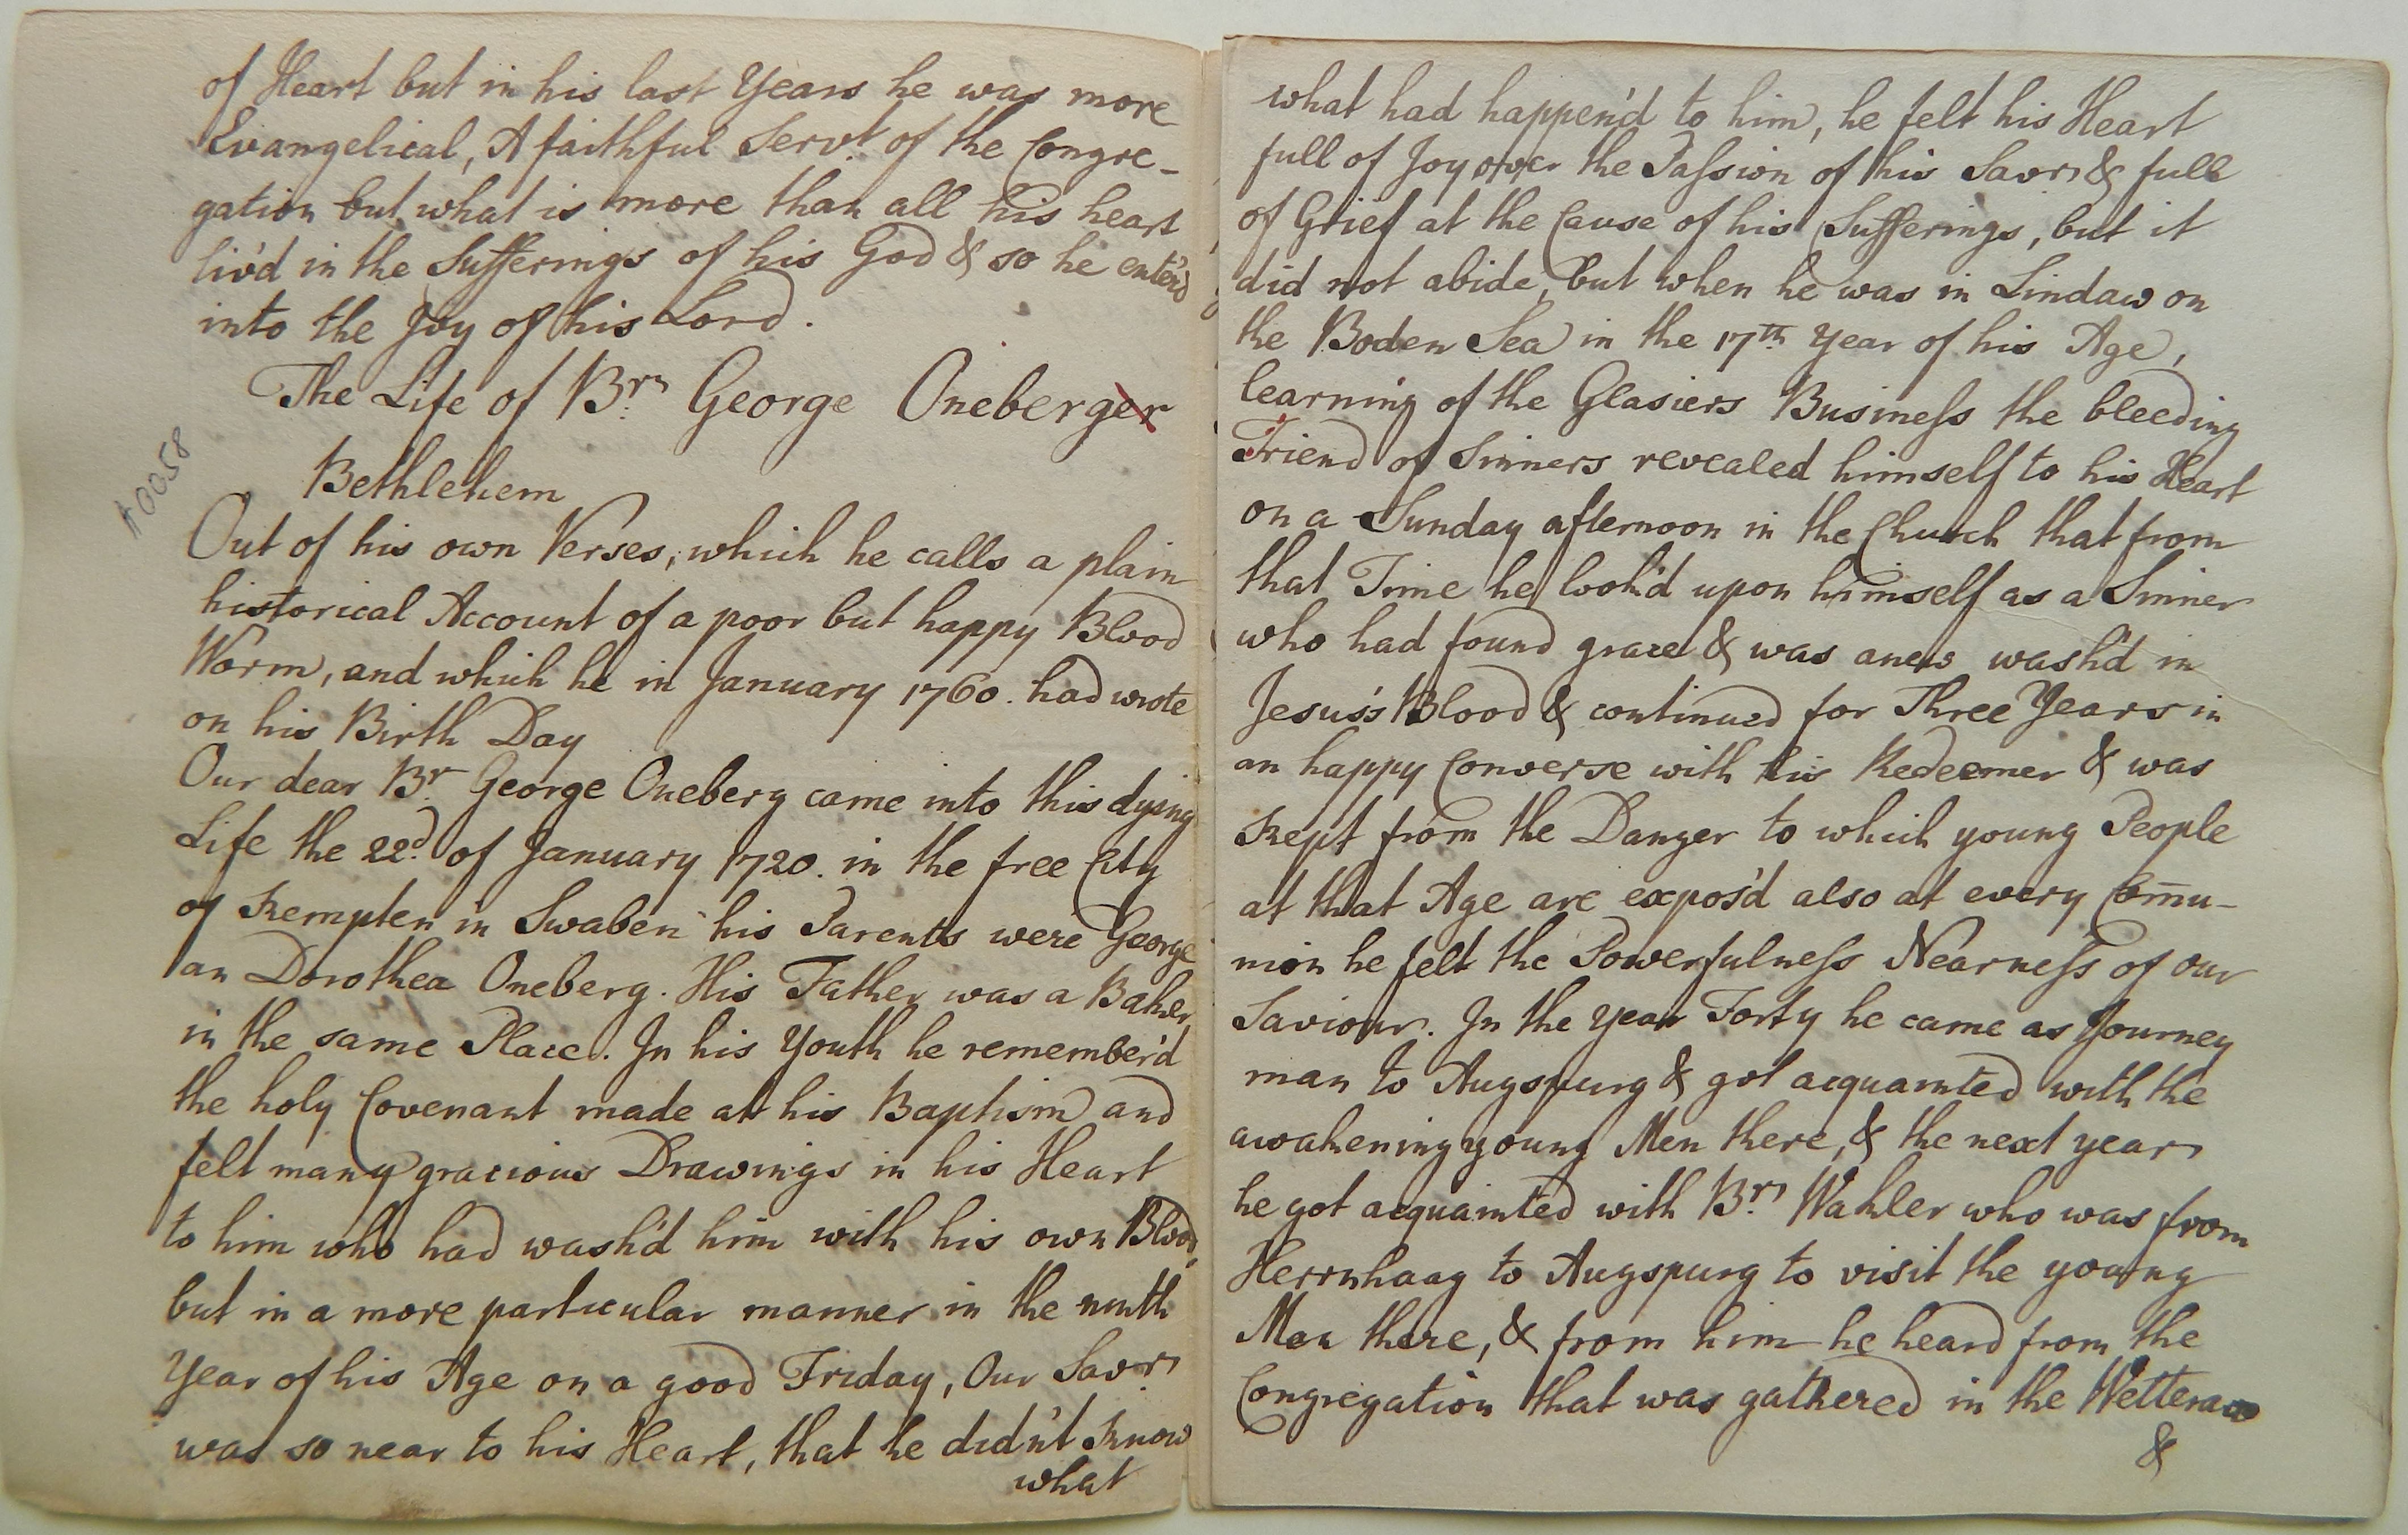 of Heart but in his last Years he was more
Evangelical, A faithful Servt. of the Congre-
gation but what is more than all his heart
liv'd in the Sufferings of his God & so he enter'd
into the Joy of his Lord.
The Life of Br. George Oneberger
Bethlehem
A0058
Out of his own Verses, which he calls a plain
historical Account of a poor but happy Blood
Worm, and which he in January 1760. had wrote
on his Birth Day
Our dear Br. George Oneberg came into this dying
Life the 22d. of January 1720. in the free City
of Kempten in Swaben his Parents were George
an Dorothea Oneberg. His Father was a Baker
in the same Place. In his Youth he remember'd
the holy Covenant made at his Baptism and
felt many gracious Drawings in his Heart
to him who had wash'd him with his own Blood,
but in a more particular manner in the ninth
Year of his Age on a good Friday, Our Savr
was so near to his Heart, that he didn't know
what
what had happen'd to him, he felt his Heart
full of Joy over the Passion of his Savr & full
of Grief at the Cause of his Sufferings, but it
did not abide, but when he was in Lindaw on
the Boden Sea in the 17th Year of his Age,
learning of the Glasiers Business the bleeding
Friend of Sinners revealed himself to his Heart
on a Sunday afternoon in the Church that from
that Time he look'd upon himself as a Sinner
who had found grace & was anew wash'd in
Jesus's Blood & continued for Three Years in
an happy Converse with his Redeemer & was
kept from the Danger to which young People
at that Age are expos'd also at every Com̄u-
nion he felt the Powerfulness Nearness of our
Saviour. In the Year Forty he came as Journey
man to Augspurg & got acquainted with the
awakening young Men there, & the next year
he got acquainted with Br. Wahler who was from
Herrnhaag to Augspurg to visit the young
Men there, & from him he heard from the
Congregation that was gathered in the Wetteraw
&